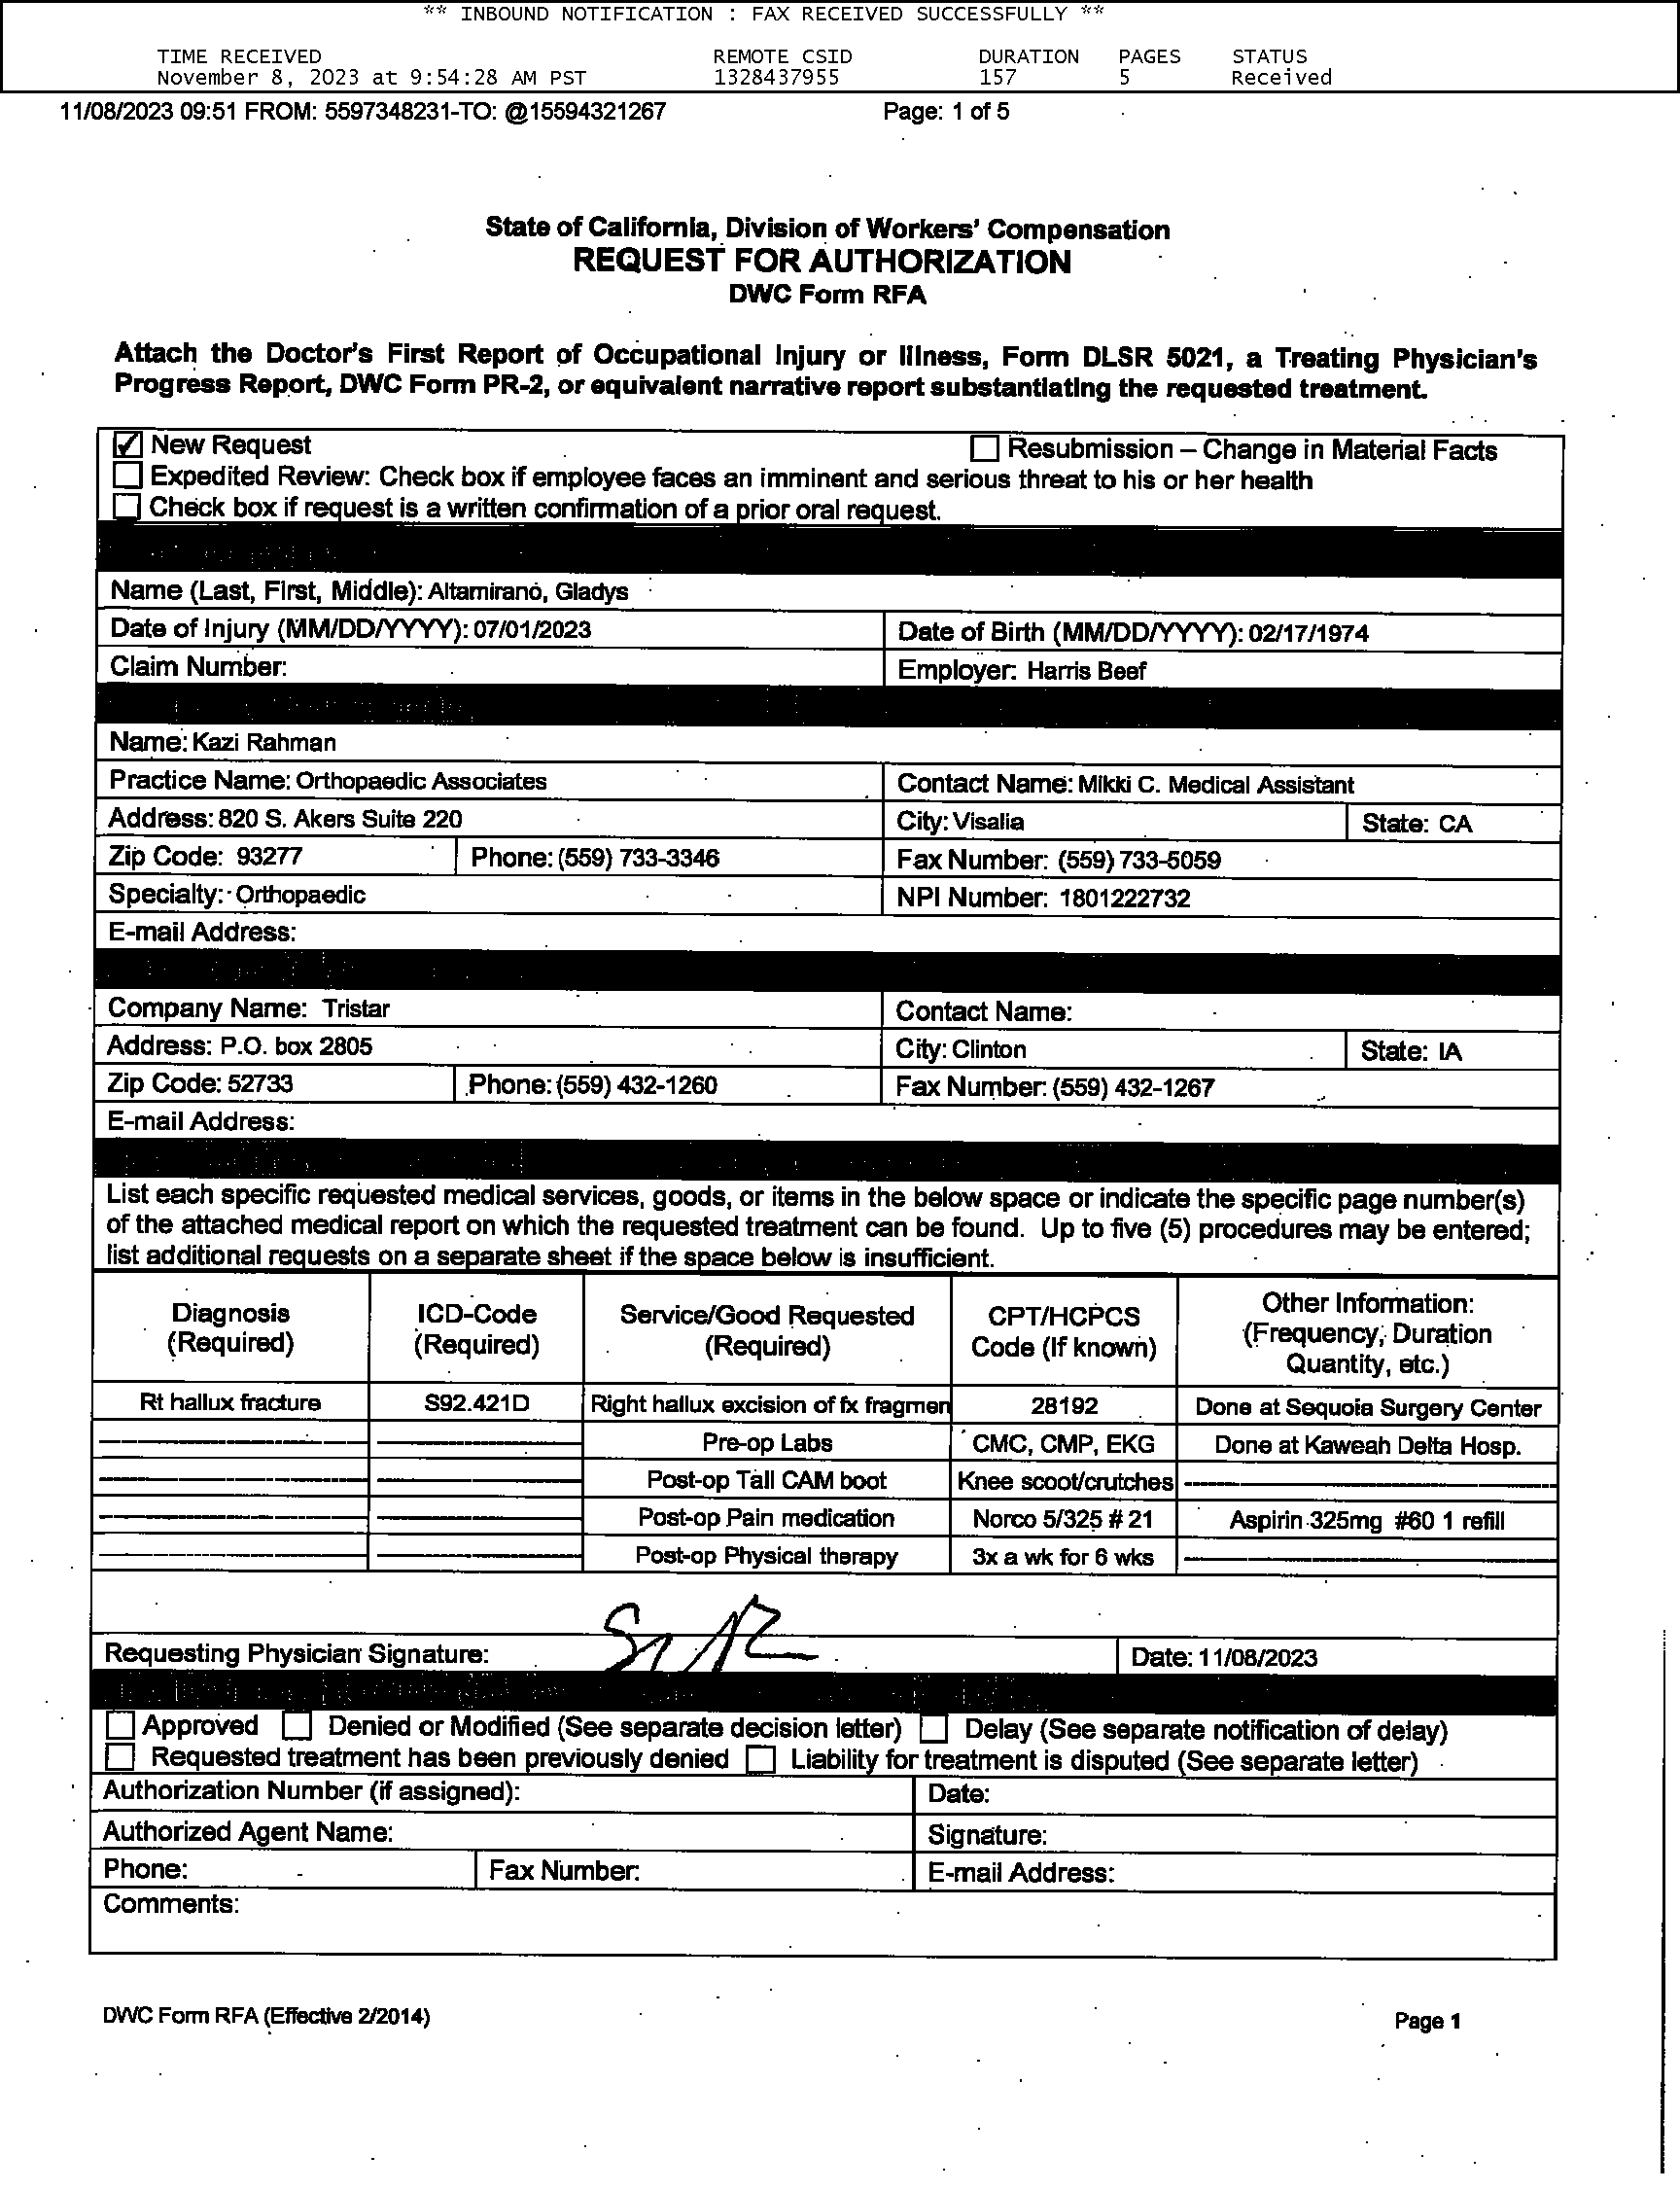 ** INBOUND NOTIFICATION : FAX RECEIVED SUCCESSFULLY **
TIME RECEIVED REMOTE CSID DURATION PAGES STATUS
November 8, 2023 at 9:54:28 AM PST 1328437955 157 5 Received
11/08/2023 09:51 FROM: 5597348231-TO: @15594321267 Page: 1 of 5
State of California, Division of Workers' Compensation
REQUEST FOR AUTHORIZATION
DWC Form RFA
Attach the Doctor's First Report of Occupational Injury or Illness, Form DLSR 5021, a Treating Physician's
Progress Report, DWC Form PR-2, or equivalent narrative report substantiating the requested treatment.
New Request Resubmission – Change in Material Facts
Expedited Review: Check box if employee faces an imminent and serious threat to his or her health
Check box if request is a written confirmation of a prior oral request.
Name (Last, First, Middle): Altamirano, Gladys
Date of Injury (MM/DD/YYYY): 07/01/2023 Date of Birth (MM/DD/YYYY): 02/17/1974
Claim Number: Employer: Harris Beef
Name: Kazi Rahman
Practice Name: Orthopaedic Associates Contact Name: Mikki C. Medical Assistant
Address: 820 S. Akers Suite 220 City: Visalia State: CA
Zip Code: 93277 Phone: (559) 733-3346 Fax Number: (559) 733-5059
Specialty: Orthopaedic NPI Number: 1801222732
E-mail Address:
Company Name: Tristar Contact Name:
Address: P.O. box 2805 City: Clinton State: IA
Zip Code: 52733 Phone: (559) 432-1260 Fax Number: (559) 432-1267
E-mail Address:
List each specific requested medical services, goods, or items in the below space or indicate the specific page number(s)
of the attached medical report on which the requested treatment can be found. Up to five (5) procedures may be entered;
list additional requests on a separate sheet if the space below is insufficient.
Diagnosis (Required) ICD-Code (Required) Service/Good Requested (Required) CPT/HCPCS Code (If known) Other Information: (Frequency, Duration Quantity, etc.)
Rt hallux fracture S92.421D Right hallux excision of fx fragmen 28192 Done at Sequoia Surgery Center
Pre-op Labs CMC, CMP, EKG Done at Kaweah Delta Hosp.
Post-op Tall CAM boot Knee scoot/crutches
Post-op Pain medication Norco 5/325 # 21 Aspirin 325mg #60 1 refill
Post-op Physical therapy 3x a wk for 6 wks
Requesting Physician Signature: Date: 11/08/2023
Approved Denied or Modified (See separate decision letter) Delay (See separate notification of delay)
Requested treatment has been previously denied Liability for treatment is disputed (See separate letter)
Authorization Number (if assigned): Date:
Authorized Agent Name: Signature:
Phone: Fax Number: E-mail Address:
Comments:
DWC Form RFA (Effective 2/2014) Page 1